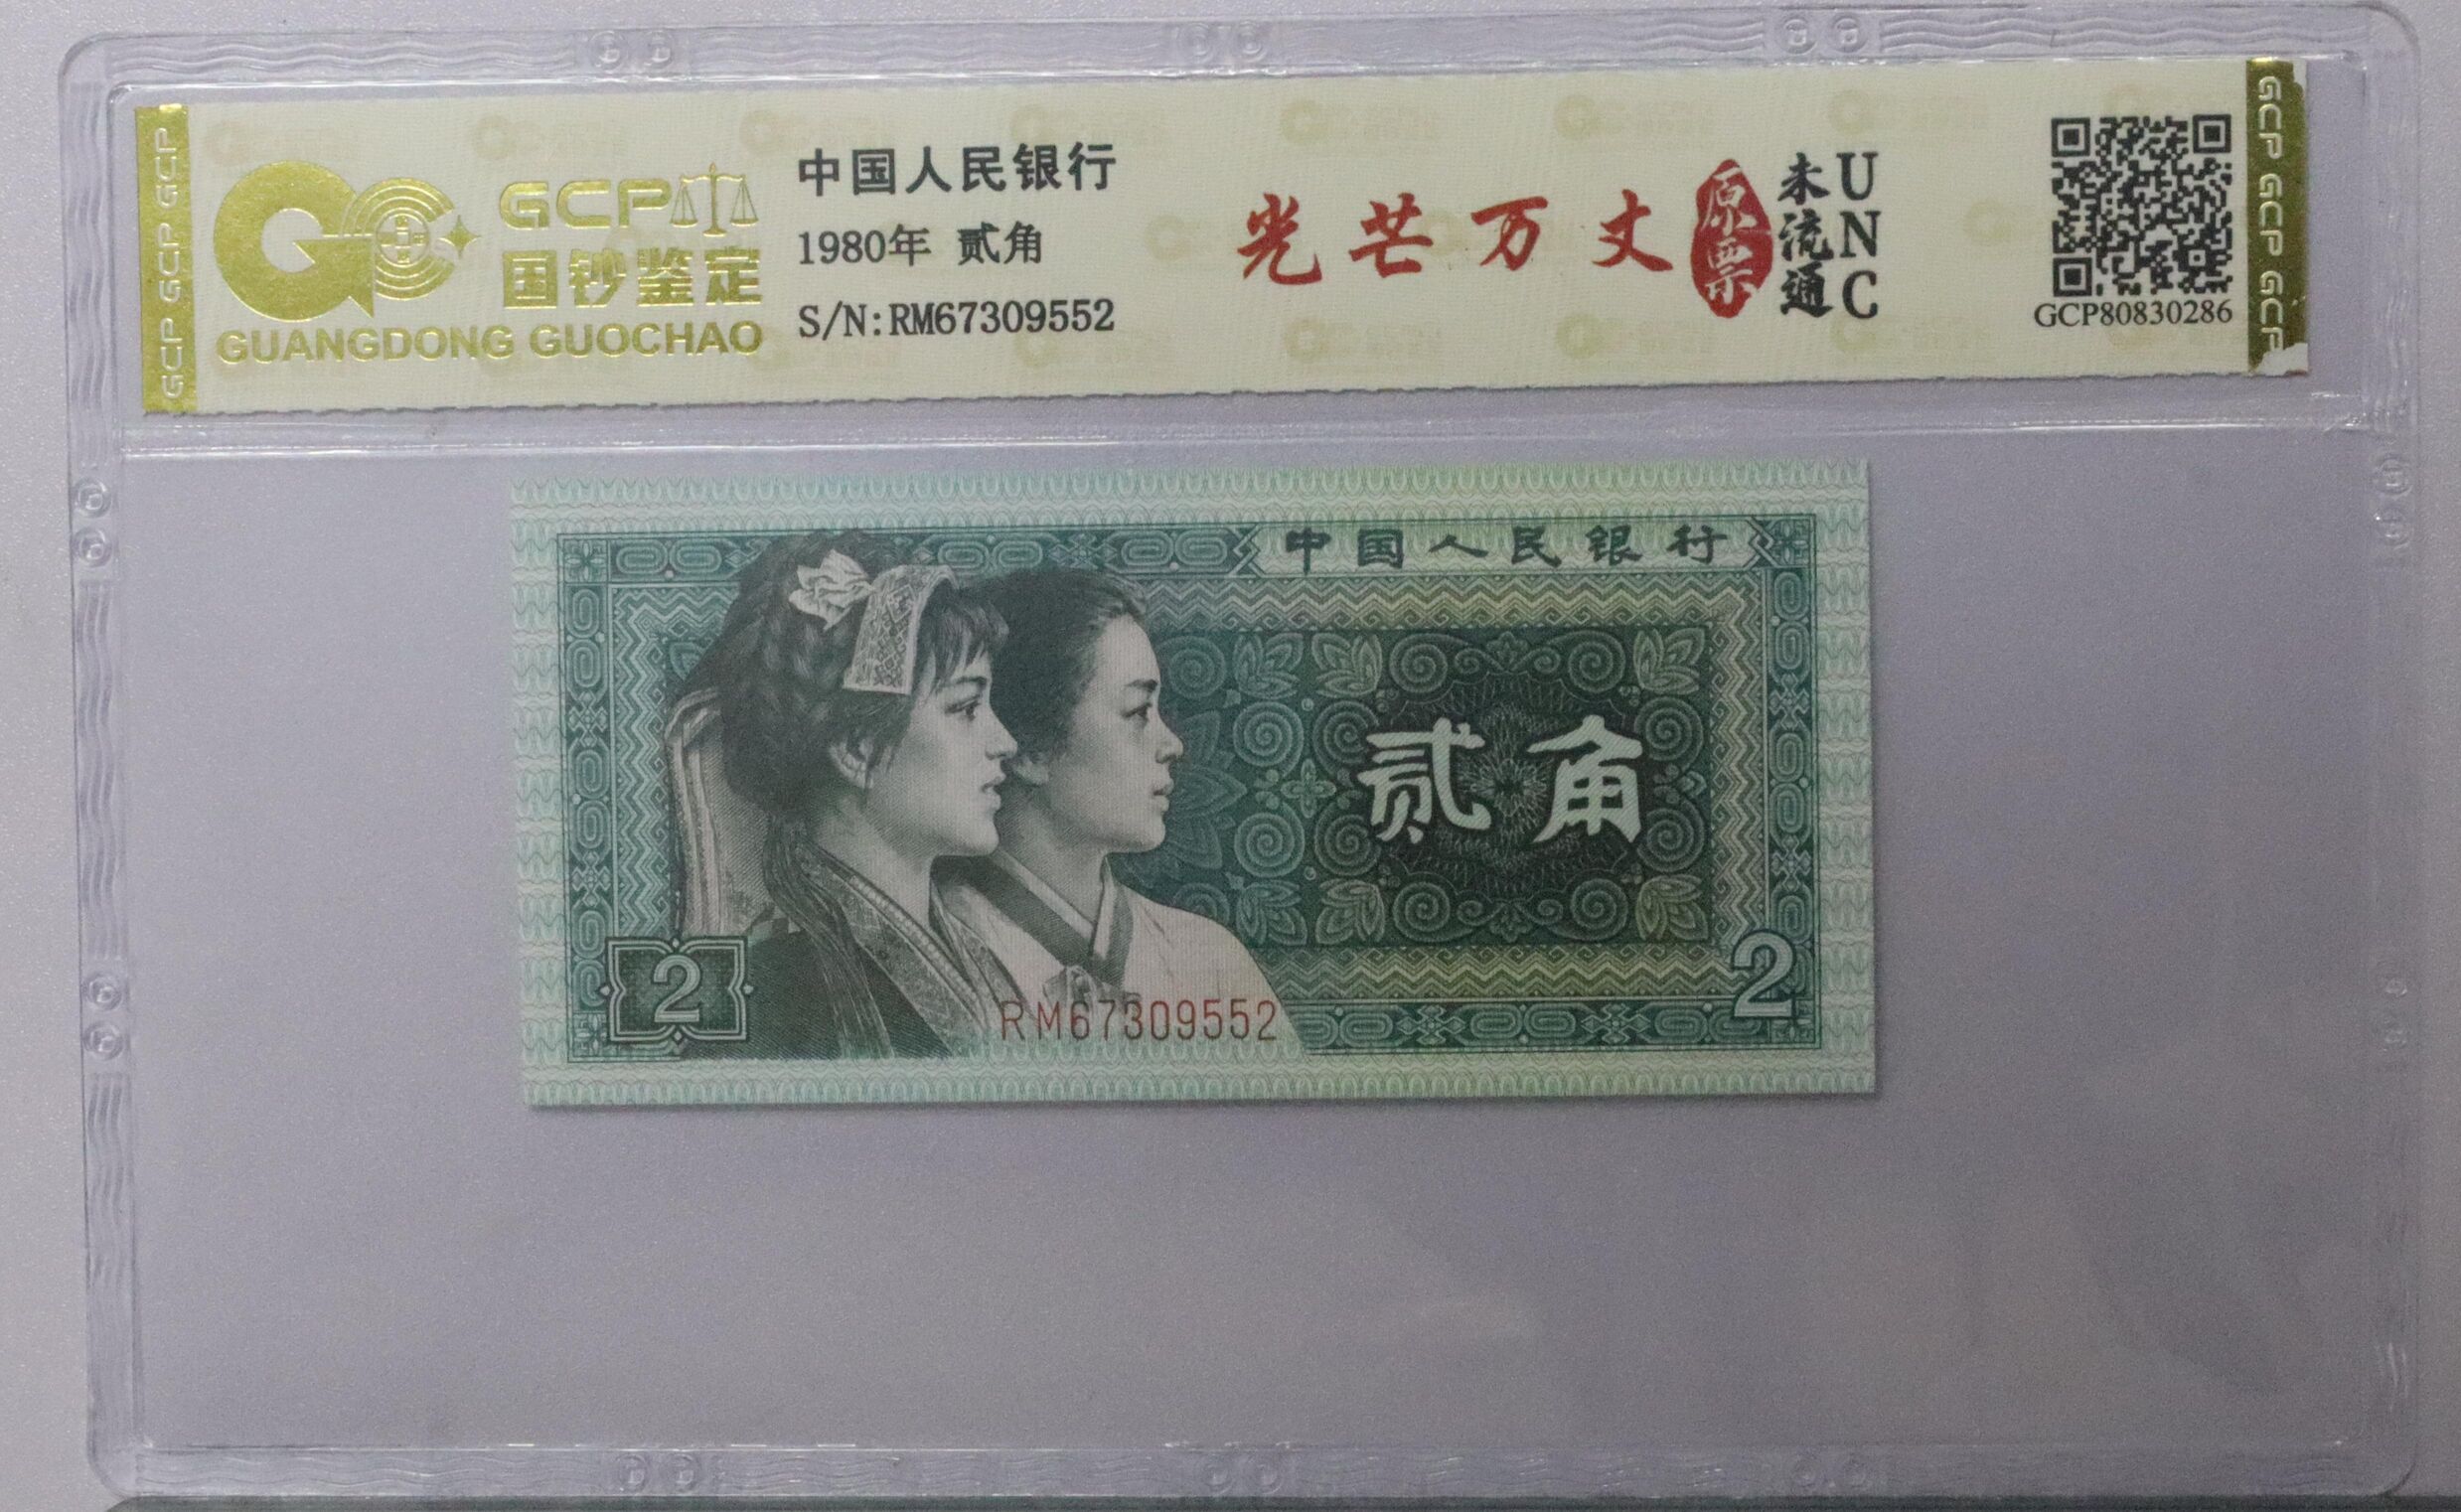 GCP GCP GCP
GCP
国钞鉴定
GUANGDONG GUOCHAO
中国人民银行
1980年 贰角
S/N:RM67309552
光芒万丈
原票
未流通
UNC
GCP80830286
GCP GCP GCP GCP
中国人民银行
贰角
2
RM67309552
2